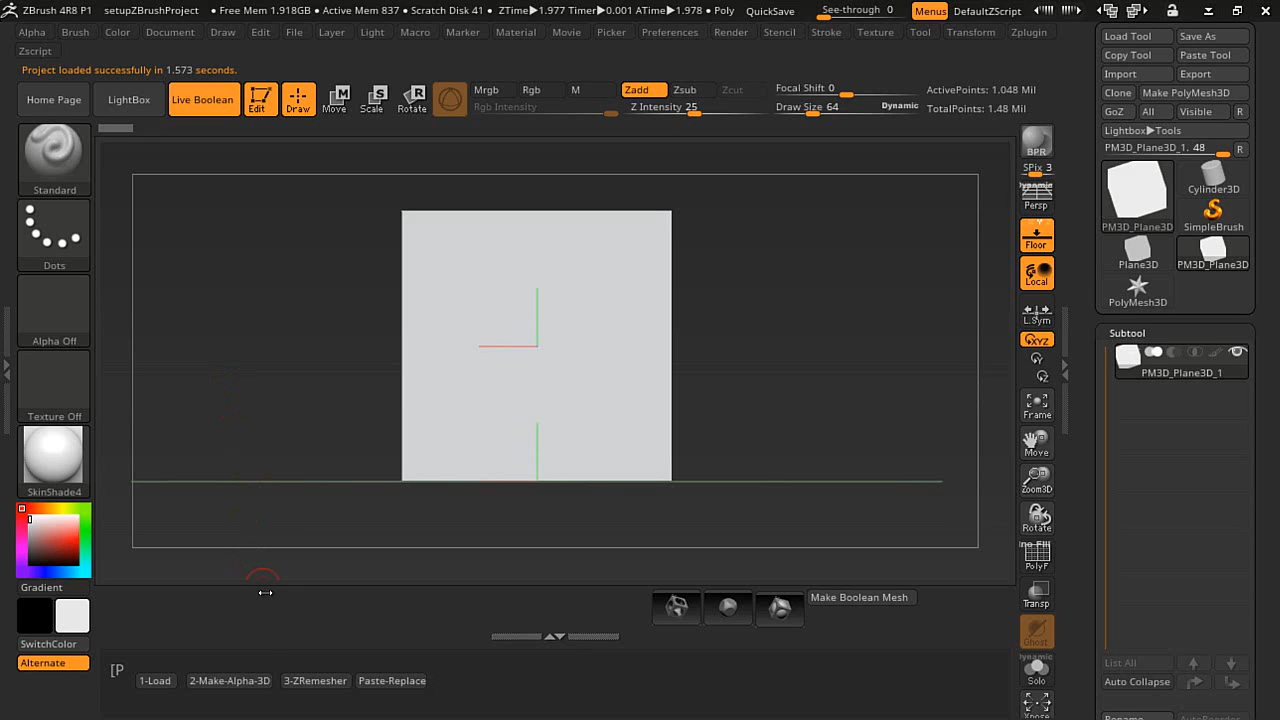 ZBrush 4R8 P1 setupZBrushProject • Free Mem 1.918GB • Active Mem 837 • Scratch Disk 41 • ZTime▶1.977 Timer▶0.001 ATime▶1.978 • PolyCount QuickSave See-through 0 Menus DefaultZScript
Alpha Brush Color Document Draw Edit File Layer Light Macro Marker Material Movie Picker Preferences Render Stencil Stroke Texture Tool Transform Zplugin
Zscript
Project loaded successfully in 1.573 seconds.
Home Page LightBox Live Boolean Edit Draw Move Scale Rotate
Mrgb Rgb M
Rgb Intensity
Zadd Zsub Zcut
Z Intensity 25
Focal Shift 0
Draw Size 64 Dynamic
ActivePoints: 1.048 Mil
TotalPoints: 1.48 Mil
Standard
Dots
Alpha Off
Texture Off
SkinShade4
Gradient
SwitchColor
Alternate
BPR
SPix 3
Dynamic
Persp
Floor
Local
L.Sym
XYZ
Y
Z
Frame
Move
Zoom3D
Rotate
PolyF
Transp
Ghost
Dynamic
Solo
Xpose
Make Boolean Mesh
[P
1-Load 2-Make-Alpha-3D 3-ZRemesher Paste-Replace
Load Tool Save As
Copy Tool Paste Tool
Import Export
Clone Make PolyMesh3D
GoZ All Visible R
Lightbox▶Tools
PM3D_Plane3D_1. 48 R
PM3D_Plane3D Cylinder3D
SimpleBrush
Plane3D PM3D_Plane3D
PolyMesh3D
Subtool
PM3D_Plane3D_1
List All
Auto Collapse
Rename AutoReorder